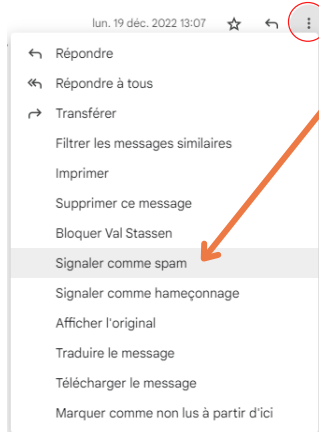 lun. 19 déc. 2022 13:07
Répondre
Répondre à tous
Transférer
Filtrer les messages similaires
Imprimer
Supprimer ce message
Bloquer Val Stassen
Signaler comme spam
Signaler comme hameçonnage
Afficher l'original
Traduire le message
Télécharger le message
Marquer comme non lus à partir d'ici